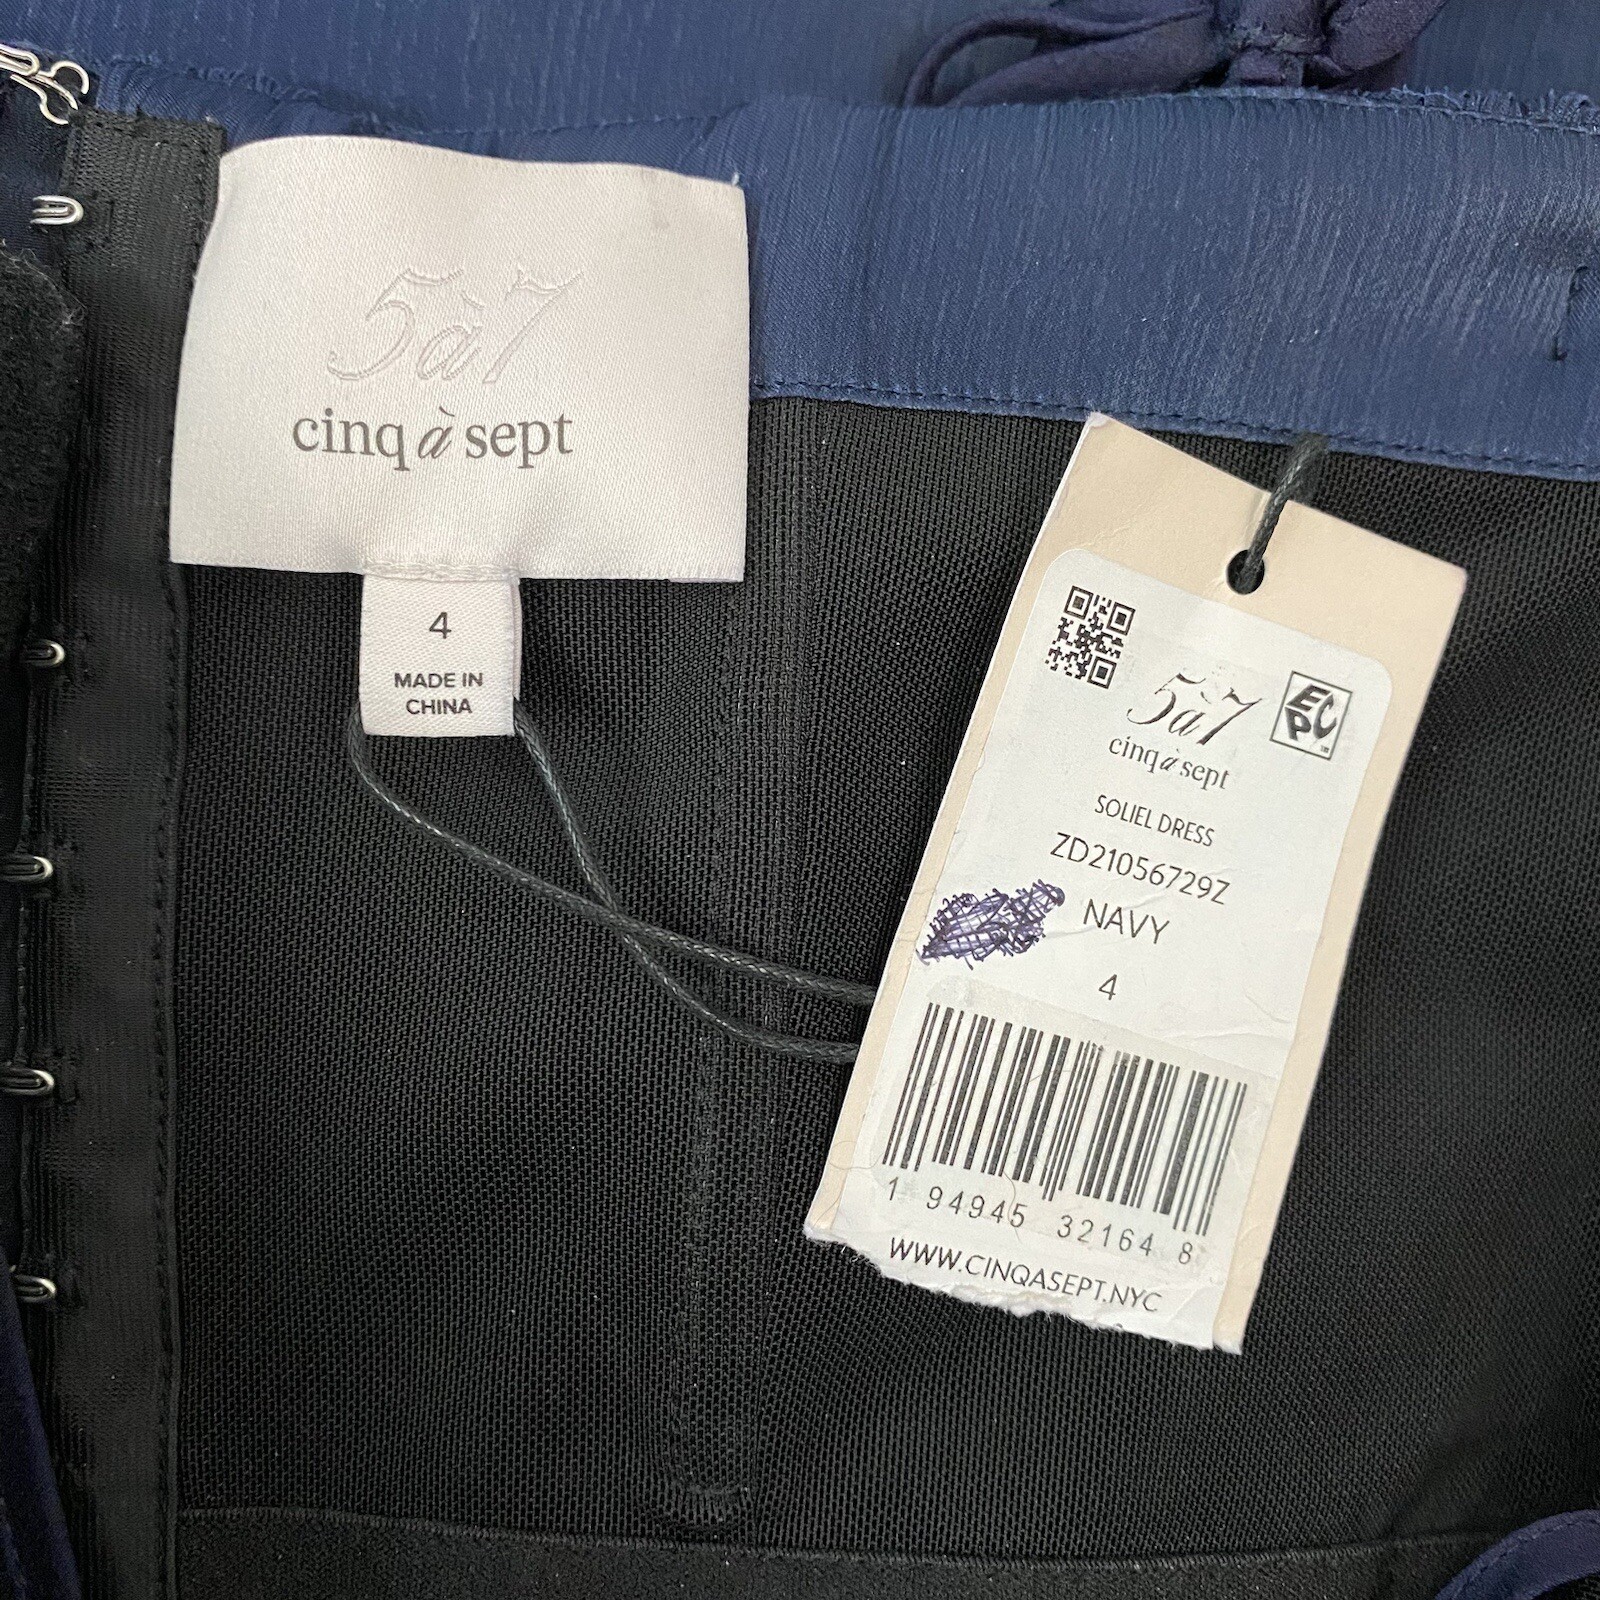 5à7
cinq à sept
4
MADE IN
CHINA
5à7
cinq à sept
EPC
SOLIEL DRESS
ZD21056729Z
NAVY
4
1 94945 32164 8
WWW.CINQASEPT.NYC